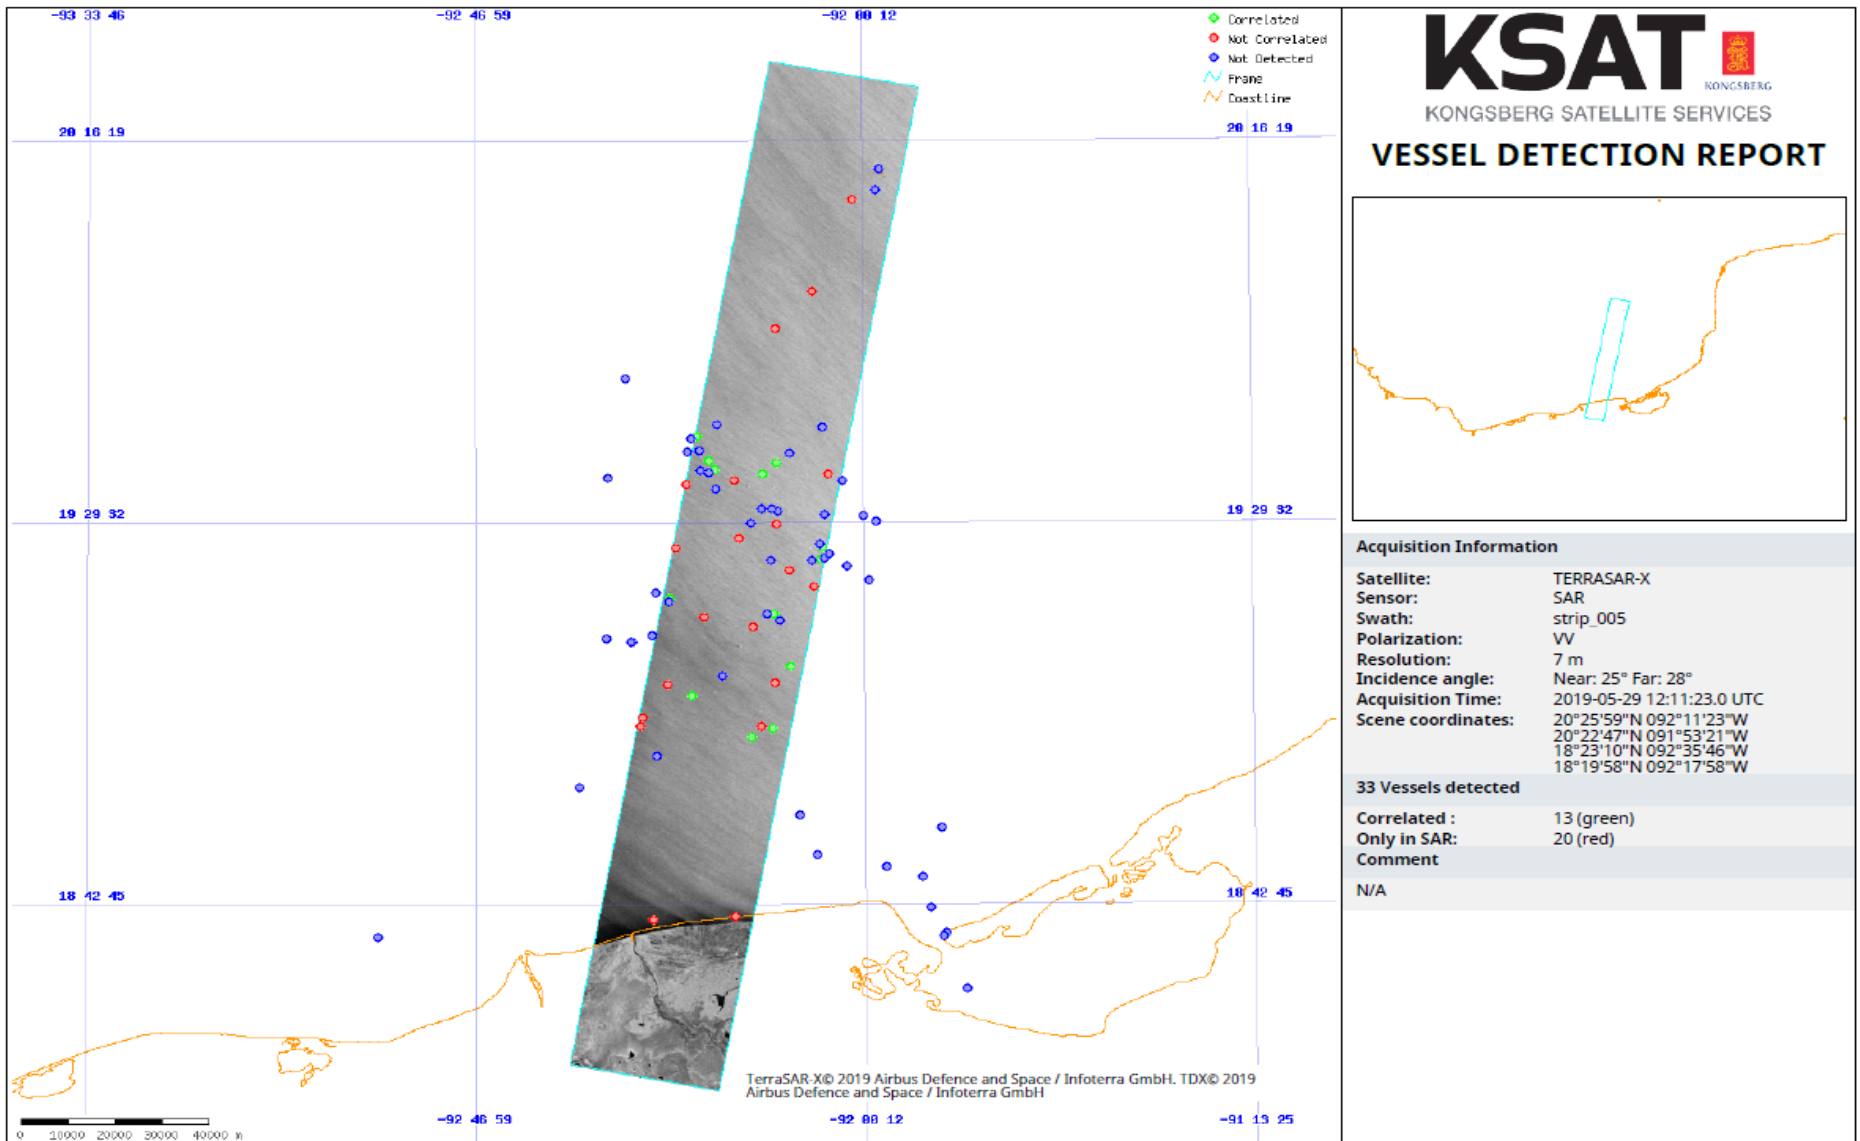 -93 33 46
-92 46 59
-92 00 12
Correlated
Not Correlated
Not Detected
Frame
Coastline
20 16 19
20 16 19
19 29 32
19 29 32
18 42 45
18 42 45
TerraSAR-X© 2019 Airbus Defence and Space / Infoterra GmbH. TDX© 2019
Airbus Defence and Space / Infoterra GmbH
-92 46 59
-92 00 12
-91 13 25
0 10000 20000 30000 40000 m
KSAT
KONGSBERG
KONGSBERG SATELLITE SERVICES
VESSEL DETECTION REPORT
Acquisition Information
Satellite: TERRASAR-X
Sensor: SAR
Swath: strip_005
Polarization: VV
Resolution: 7 m
Incidence angle: Near: 25° Far: 28°
Acquisition Time: 2019-05-29 12:11:23.0 UTC
Scene coordinates: 20°25'59"N 092°11'23"W
20°22'47"N 091°53'21"W
18°23'10"N 092°35'46"W
18°19'58"N 092°17'58"W
33 Vessels detected
Correlated : 13 (green)
Only in SAR: 20 (red)
Comment
N/A